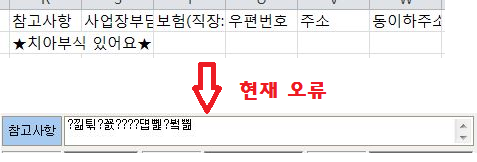 참고사항 사업장부담 보험(직장: 우편번호 주소 동이하주소
★치아부식 있어요★
현재 오류
참고사항